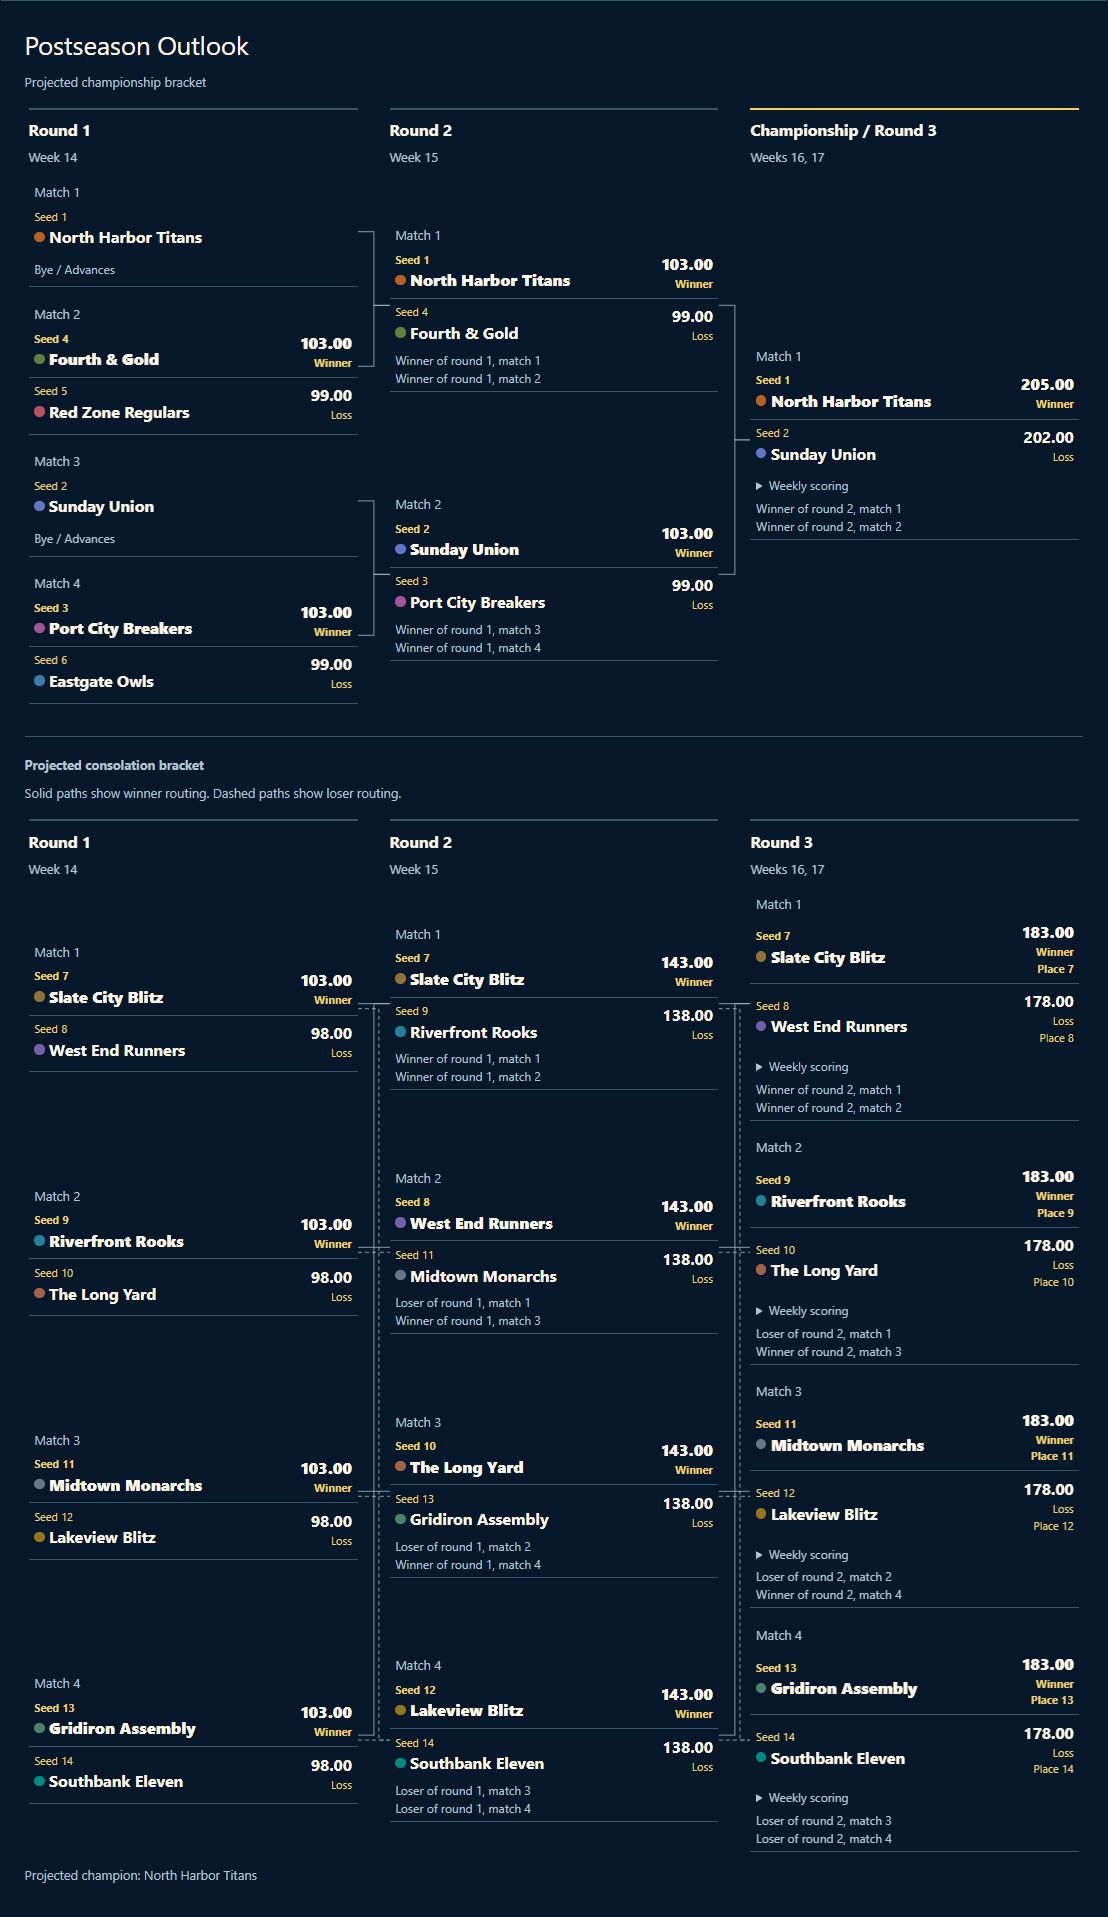 Postseason Outlook
Projected championship bracket
Round 1
Week 14
Match 1
Seed 1
North Harbor Titans
Bye / Advances
Match 2
Seed 4
Fourth & Gold
103.00
Winner
Seed 5
Red Zone Regulars
99.00
Loss
Match 3
Seed 2
Sunday Union
Bye / Advances
Match 4
Seed 3
Port City Breakers
103.00
Winner
Seed 6
Eastgate Owls
99.00
Loss
Round 2
Week 15
Match 1
Seed 1
North Harbor Titans
103.00
Winner
Seed 4
Fourth & Gold
99.00
Loss
Winner of round 1, match 1
Winner of round 1, match 2
Match 2
Seed 2
Sunday Union
103.00
Winner
Seed 3
Port City Breakers
99.00
Loss
Winner of round 1, match 3
Winner of round 1, match 4
Championship / Round 3
Weeks 16, 17
Match 1
Seed 1
North Harbor Titans
205.00
Winner
Seed 2
Sunday Union
202.00
Loss
Weekly scoring
Winner of round 2, match 1
Winner of round 2, match 2
Projected consolation bracket
Solid paths show winner routing. Dashed paths show loser routing.
Round 1
Week 14
Match 1
Seed 7
Slate City Blitz
103.00
Winner
Seed 8
West End Runners
98.00
Loss
Match 2
Seed 9
Riverfront Rooks
103.00
Winner
Seed 10
The Long Yard
98.00
Loss
Match 3
Seed 11
Midtown Monarchs
103.00
Winner
Seed 12
Lakeview Blitz
98.00
Loss
Match 4
Seed 13
Gridiron Assembly
103.00
Winner
Seed 14
Southbank Eleven
98.00
Loss
Round 2
Week 15
Match 1
Seed 7
Slate City Blitz
143.00
Winner
Seed 9
Riverfront Rooks
138.00
Loss
Winner of round 1, match 1
Winner of round 1, match 2
Match 2
Seed 8
West End Runners
143.00
Winner
Seed 11
Midtown Monarchs
138.00
Loss
Loser of round 1, match 1
Winner of round 1, match 3
Match 3
Seed 10
The Long Yard
143.00
Winner
Seed 13
Gridiron Assembly
138.00
Loss
Loser of round 1, match 2
Winner of round 1, match 4
Match 4
Seed 12
Lakeview Blitz
143.00
Winner
Seed 14
Southbank Eleven
138.00
Loss
Loser of round 1, match 3
Loser of round 1, match 4
Round 3
Weeks 16, 17
Match 1
Seed 7
Slate City Blitz
183.00
Winner
Place 7
Seed 8
West End Runners
178.00
Loss
Place 8
Weekly scoring
Winner of round 2, match 1
Winner of round 2, match 2
Match 2
Seed 9
Riverfront Rooks
183.00
Winner
Place 9
Seed 10
The Long Yard
178.00
Loss
Place 10
Weekly scoring
Loser of round 2, match 1
Winner of round 2, match 3
Match 3
Seed 11
Midtown Monarchs
183.00
Winner
Place 11
Seed 12
Lakeview Blitz
178.00
Loss
Place 12
Weekly scoring
Loser of round 2, match 2
Winner of round 2, match 4
Match 4
Seed 13
Gridiron Assembly
183.00
Winner
Place 13
Seed 14
Southbank Eleven
178.00
Loss
Place 14
Weekly scoring
Loser of round 2, match 3
Loser of round 2, match 4
Projected champion: North Harbor Titans